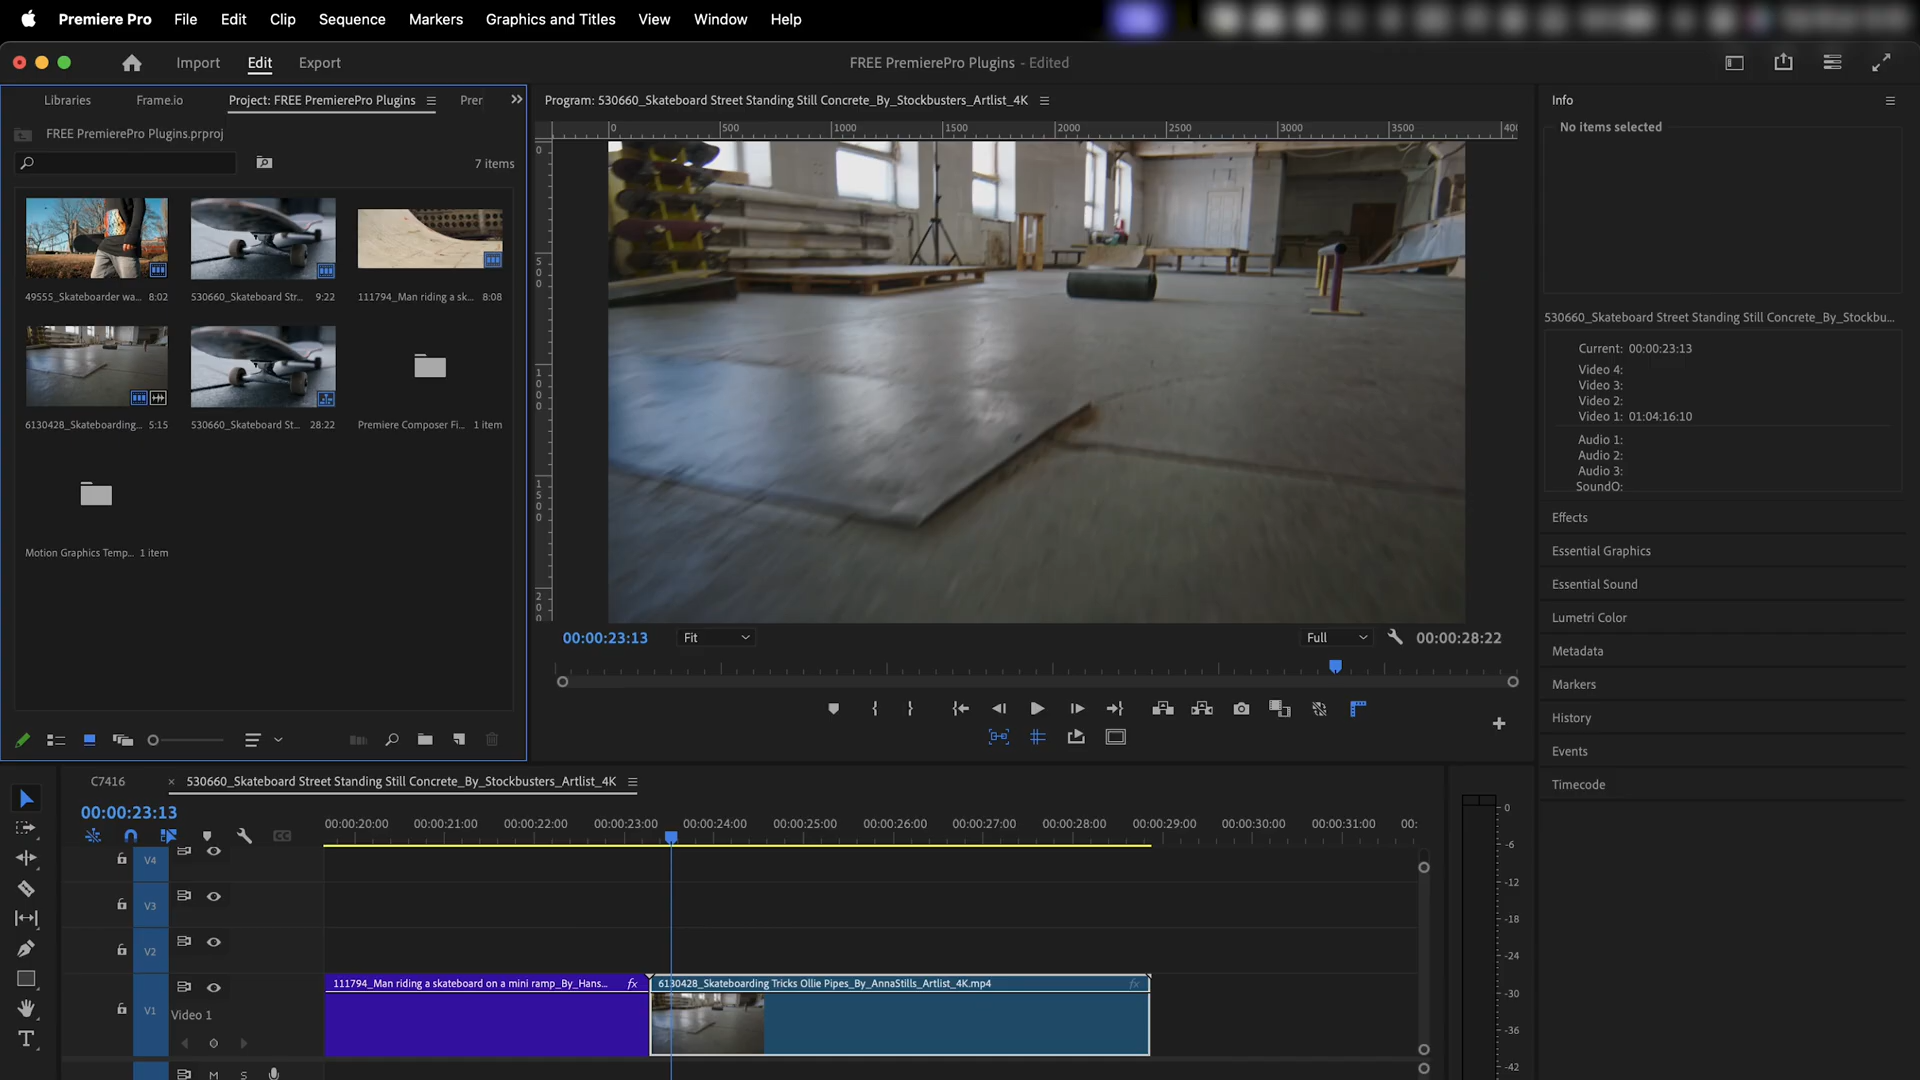 Premiere Pro File Edit Clip Sequence Markers Graphics and Titles View Window Help
Import Edit Export
FREE PremierePro Plugins - Edited
Libraries Frame.io Project: FREE PremierePro Plugins Prer
FREE PremierePro Plugins.prproj
7 items
49555_Skateboarder wa... 8:02
530660_Skateboard Str... 9:22
111794_Man riding a sk... 8:08
6130428_Skateboarding... 5:15
530660_Skateboard St... 28:22
Premiere Composer Fi... 1 item
Motion Graphics Temp... 1 item
Program: 530660_Skateboard Street Standing Still Concrete_By_Stockbusters_Artlist_4K
0 500 1000 1500 2000 2500 3000 3500 400
0
500
1000
1500
200
00:00:23:13 Fit Full 00:00:28:22
Info
No items selected
530660_Skateboard Street Standing Still Concrete_By_Stockbu...
Current: 00:00:23:13
Video 4:
Video 3:
Video 2:
Video 1: 01:04:16:10
Audio 1:
Audio 2:
Audio 3:
SoundO:
Effects
Essential Graphics
Essential Sound
Lumetri Color
Metadata
Markers
History
Events
Timecode
C7416 × 530660_Skateboard Street Standing Still Concrete_By_Stockbusters_Artlist_4K
00:00:23:13
00:00:20:00 00:00:21:00 00:00:22:00 00:00:23:00 00:00:24:00 00:00:25:00 00:00:26:00 00:00:27:00 00:00:28:00 00:00:29:00 00:00:30:00 00:00:31:00 00:
CC
V4
V3
V2
V1 Video 1
111794_Man riding a skateboard on a mini ramp_By_Hans... fx
6130428_Skateboarding Tricks Ollie Pipes_By_AnnaStills_Artlist_4K.mp4 fx
M S
T
0
-6
-12
-18
-24
-30
-36
-42